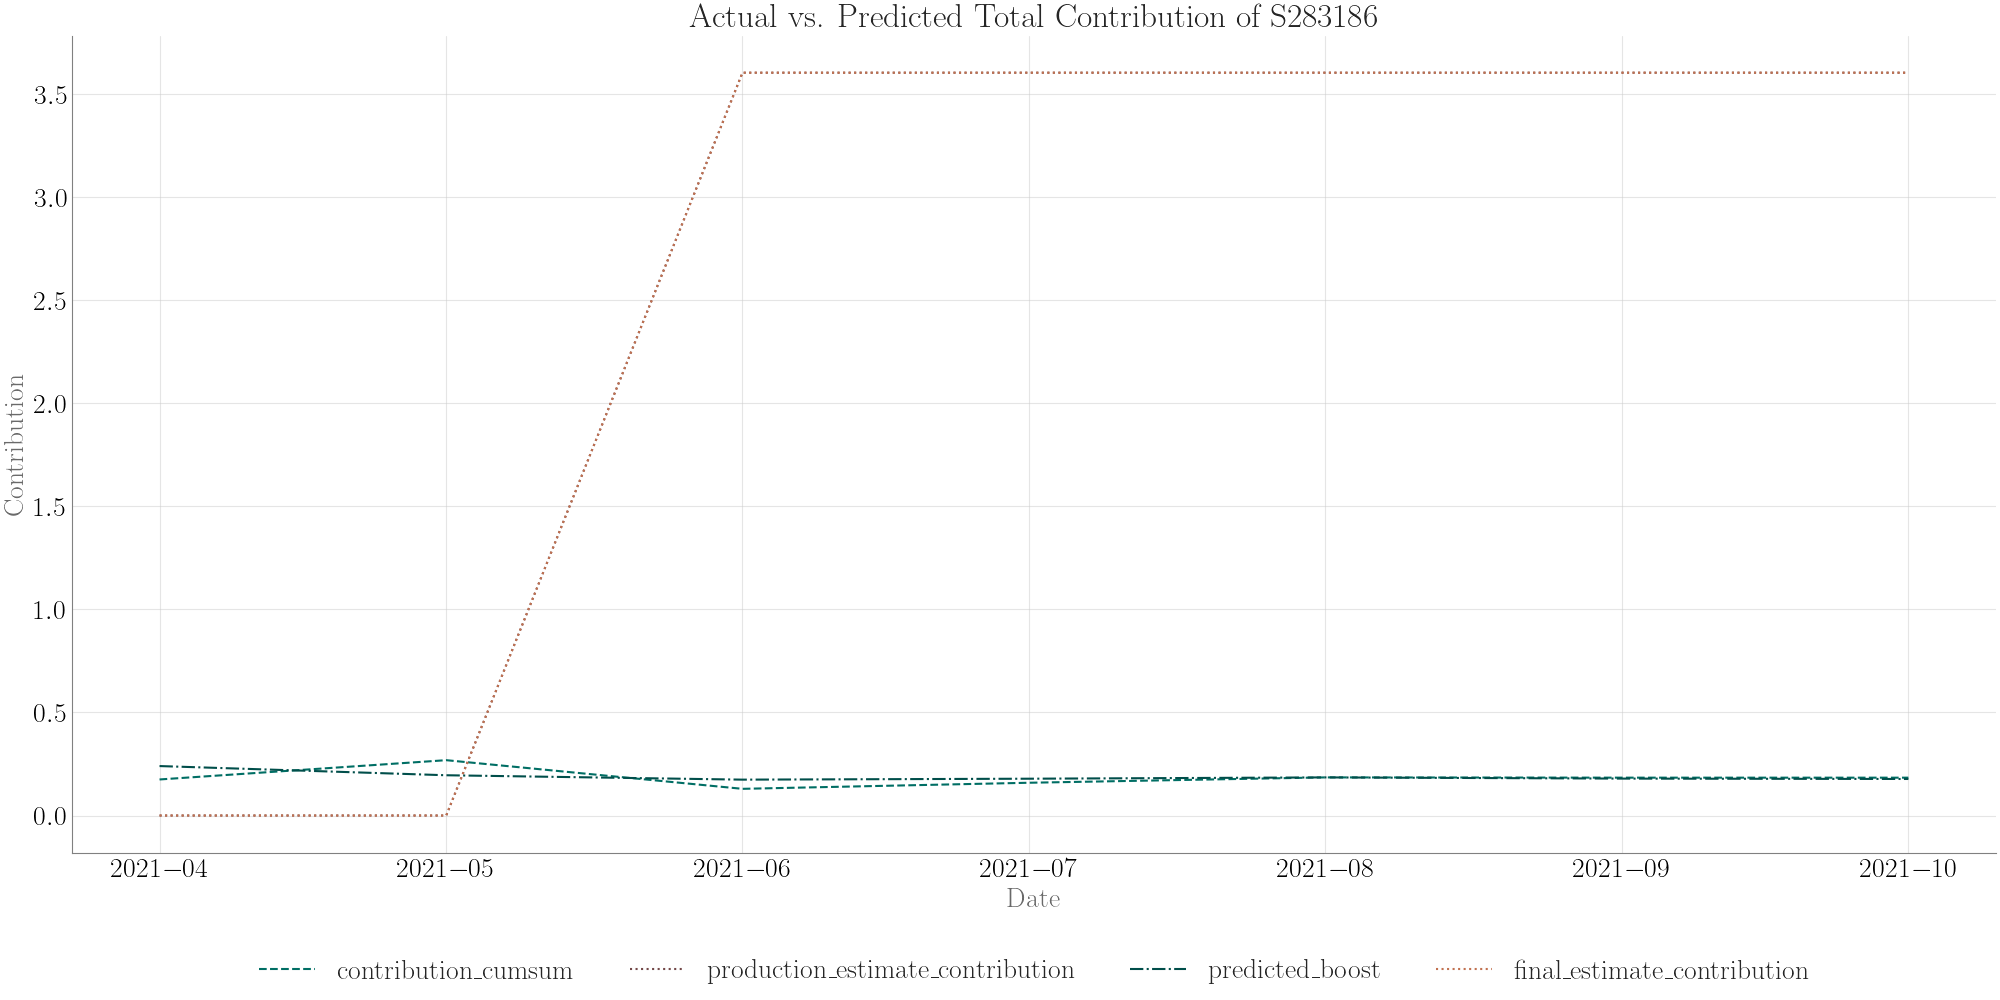 Actual vs. Predicted Total Contribution of S283186
3.5
3.0
2.5
2.0
1.5
1.0
0.5
0.0
Contribution
2021−04 2021−05 2021−06 2021−07 2021−08 2021−09 2021−10
Date
contribution_cumsum production_estimate_contribution predicted_boost final_estimate_contribution